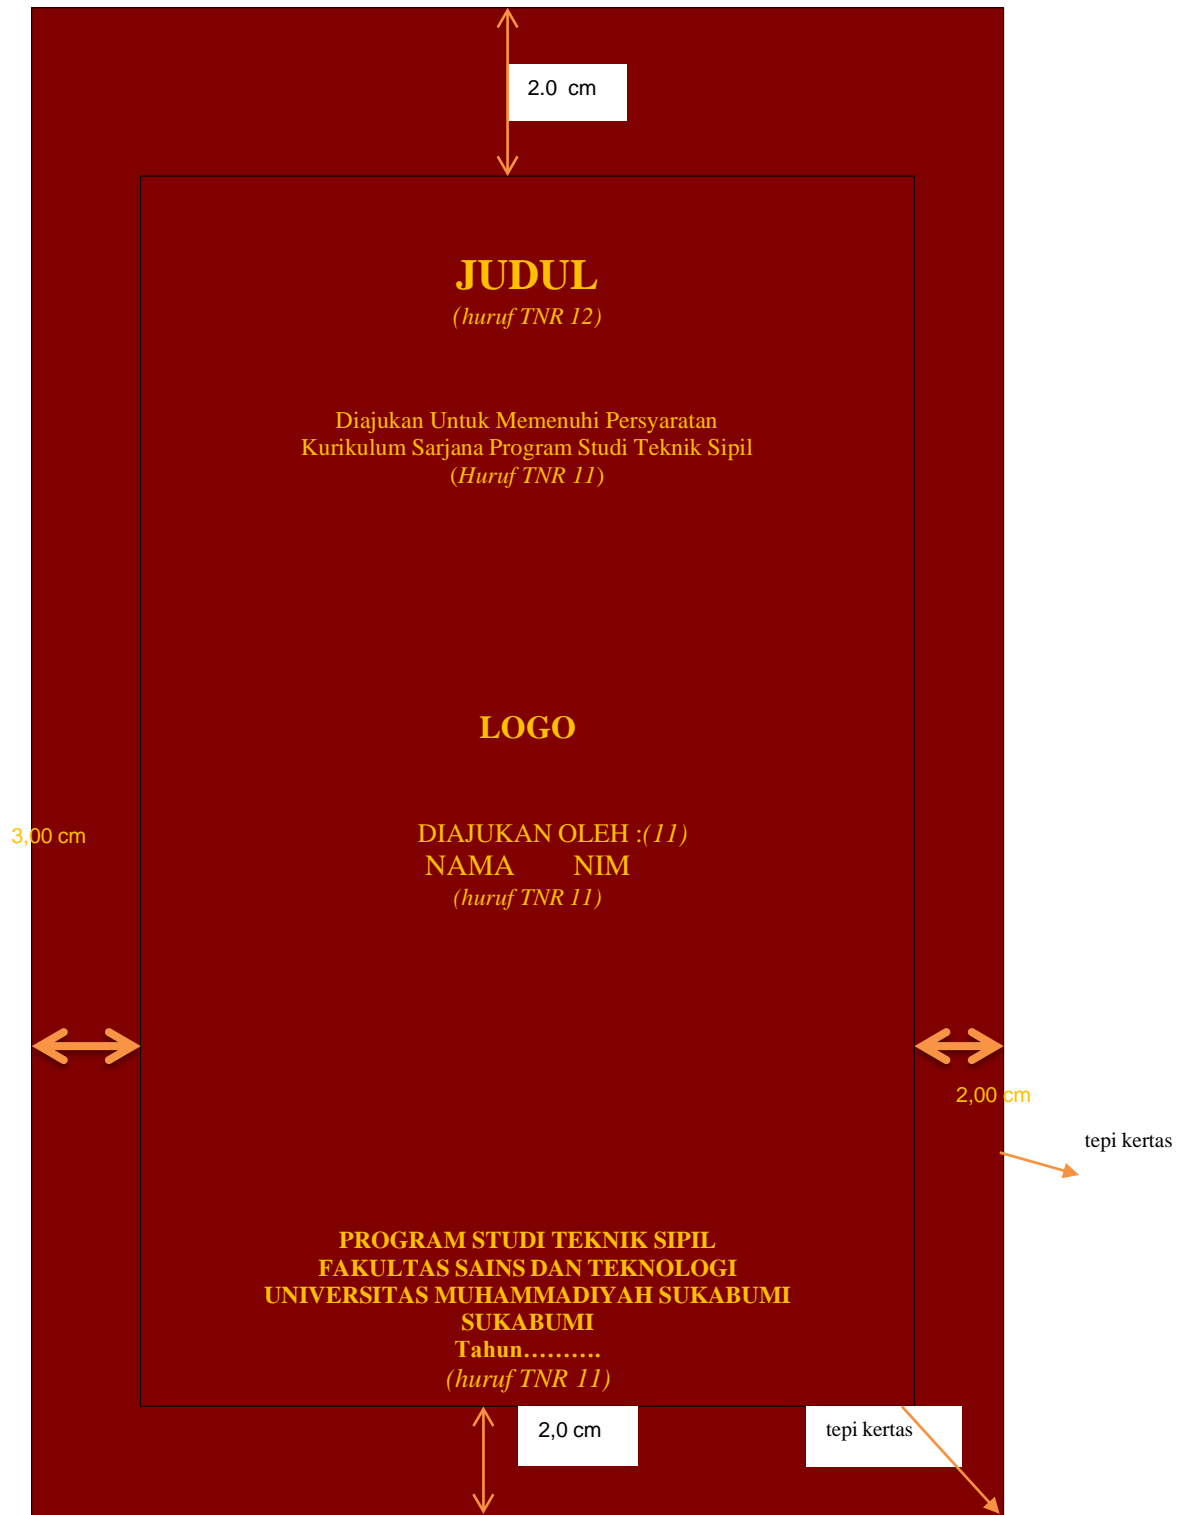 2.0 cm
JUDUL
(huruf TNR 12)
Diajukan Untuk Memenuhi Persyaratan
Kurikulum Sarjana Program Studi Teknik Sipil
(Huruf TNR 11)
LOGO
3,00 cm
DIAJUKAN OLEH :(11)
NAMA NIM
(huruf TNR 11)
2,00 cm
tepi kertas
PROGRAM STUDI TEKNIK SIPIL
FAKULTAS SAINS DAN TEKNOLOGI
UNIVERSITAS MUHAMMADIYAH SUKABUMI
SUKABUMI
Tahun……….
(huruf TNR 11)
2,0 cm
tepi kertas